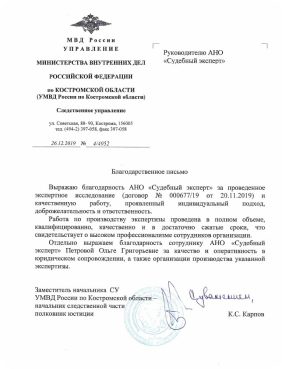 МВД России
УПРАВЛЕНИЕ
МИНИСТЕРСТВА ВНУТРЕННИХ ДЕЛ
РОССИЙСКОЙ ФЕДЕРАЦИИ
по КОСТРОМСКОЙ ОБЛАСТИ
(УМВД России по Костромской области)
Следственное управление
ул. Советская, 89- 90, Кострома, 156005
тел. (494-2) 397-058, факс 397-058
26.12.2019 № 4/4952
Руководителю АНО
«Судебный эксперт»
Благодарственное письмо
Выражаю благодарность АНО «Судебный эксперт» за проведенное
экспертное исследование (договор № 000677/19 от 20.11.2019) и
качественную работу, проявленный индивидуальный подход,
доброжелательность и ответственность.
Работа по производству экспертизы проведена в полном объеме,
квалифицированно, качественно и в достаточно сжатые сроки, что
свидетельствует о высоком профессионализме сотрудников организации.
Отдельно выражаем благодарность сотруднику АНО «Судебный
эксперт» Петровой Ольге Григорьевне за качество и оперативность в
юридическом сопровождении, а также организации производства указанной
экспертизы.
Заместитель начальника СУ
УМВД России по Костромской области –
начальник следственной части
полковник юстиции
С уважением,
К.С. Карпов